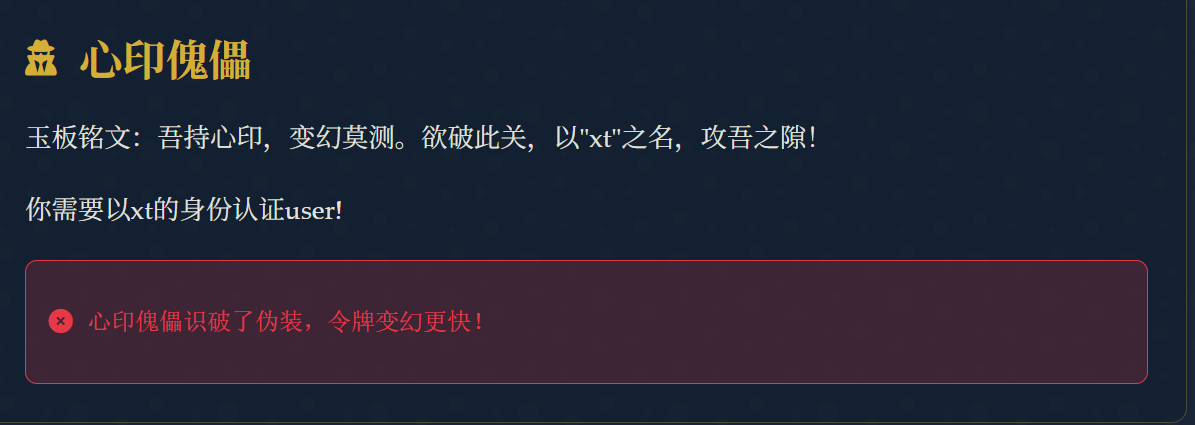 心印傀儡
玉板铭文：吾持心印，变幻莫测。欲破此关，以"xt"之名，攻吾之隙！
你需要以xt的身份认证user!
心印傀儡识破了伪装，令牌变幻更快！